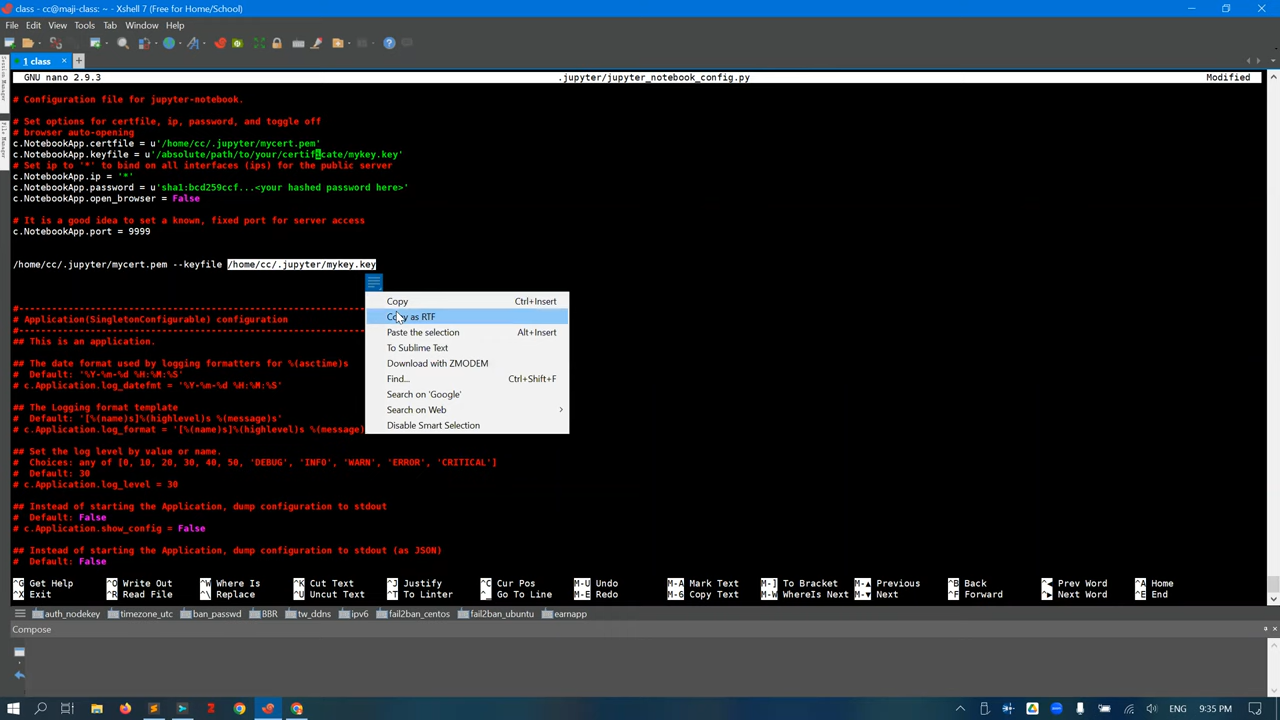 class - cc@maji-class: ~ - Xshell 7 (Free for Home/School)
File Edit View Tools Tab Window Help
1 class
GNU nano 2.9.3 .jupyter/jupyter_notebook_config.py Modified
# Configuration file for jupyter-notebook.
# Set options for certfile, ip, password, and toggle off
# browser auto-opening
c.NotebookApp.certfile = u'/home/cc/.jupyter/mycert.pem'
c.NotebookApp.keyfile = u'/absolute/path/to/your/certificate/mykey.key'
# Set ip to '*' to bind on all interfaces (ips) for the public server
c.NotebookApp.ip = '*'
c.NotebookApp.password = u'sha1:bcd259ccf...<your hashed password here>'
c.NotebookApp.open_browser = False
# It is a good idea to set a known, fixed port for server access
c.NotebookApp.port = 9999
/home/cc/.jupyter/mycert.pem --keyfile /home/cc/.jupyter/mykey.key
Copy Ctrl+Insert
Copy as RTF
Paste the selection Alt+Insert
To Sublime Text
Download with ZMODEM
Find... Ctrl+Shift+F
Search on 'Google'
Search on Web
Disable Smart Selection
#------------------------------------------------------------
# Application(SingletonConfigurable) configuration
#------------------------------------------------------------
## This is an application.
## The date format used by logging formatters for %(asctime)s
# Default: '%Y-%m-%d %H:%M:%S'
# c.Application.log_datefmt = '%Y-%m-%d %H:%M:%S'
## The Logging format template
# Default: '[%(name)s]%(highlevel)s %(message)s'
# c.Application.log_format = '[%(name)s]%(highlevel)s %(message)
## Set the log level by value or name.
# Choices: any of [0, 10, 20, 30, 40, 50, 'DEBUG', 'INFO', 'WARN', 'ERROR', 'CRITICAL']
# Default: 30
# c.Application.log_level = 30
## Instead of starting the Application, dump configuration to stdout
# Default: False
# c.Application.show_config = False
## Instead of starting the Application, dump configuration to stdout (as JSON)
# Default: False
^G Get Help ^O Write Out ^W Where Is ^K Cut Text ^J Justify ^C Cur Pos M-U Undo M-A Mark Text M-] To Bracket M-▼ Previous ^B Back Prev Word ^A Home
^X Exit ^R Read File ^\ Replace ^U Uncut Text ^T To Linter ^_ Go To Line M-E Redo M-6 Copy Text M-W WhereIs Next M-▼ Next ^F Forward Next Word ^E End
auth_nodekey timezone_utc ban_passwd BBR tw_ddns ipv6 fail2ban_centos fail2ban_ubuntu earnapp
Compose
ENG 9:35 PM